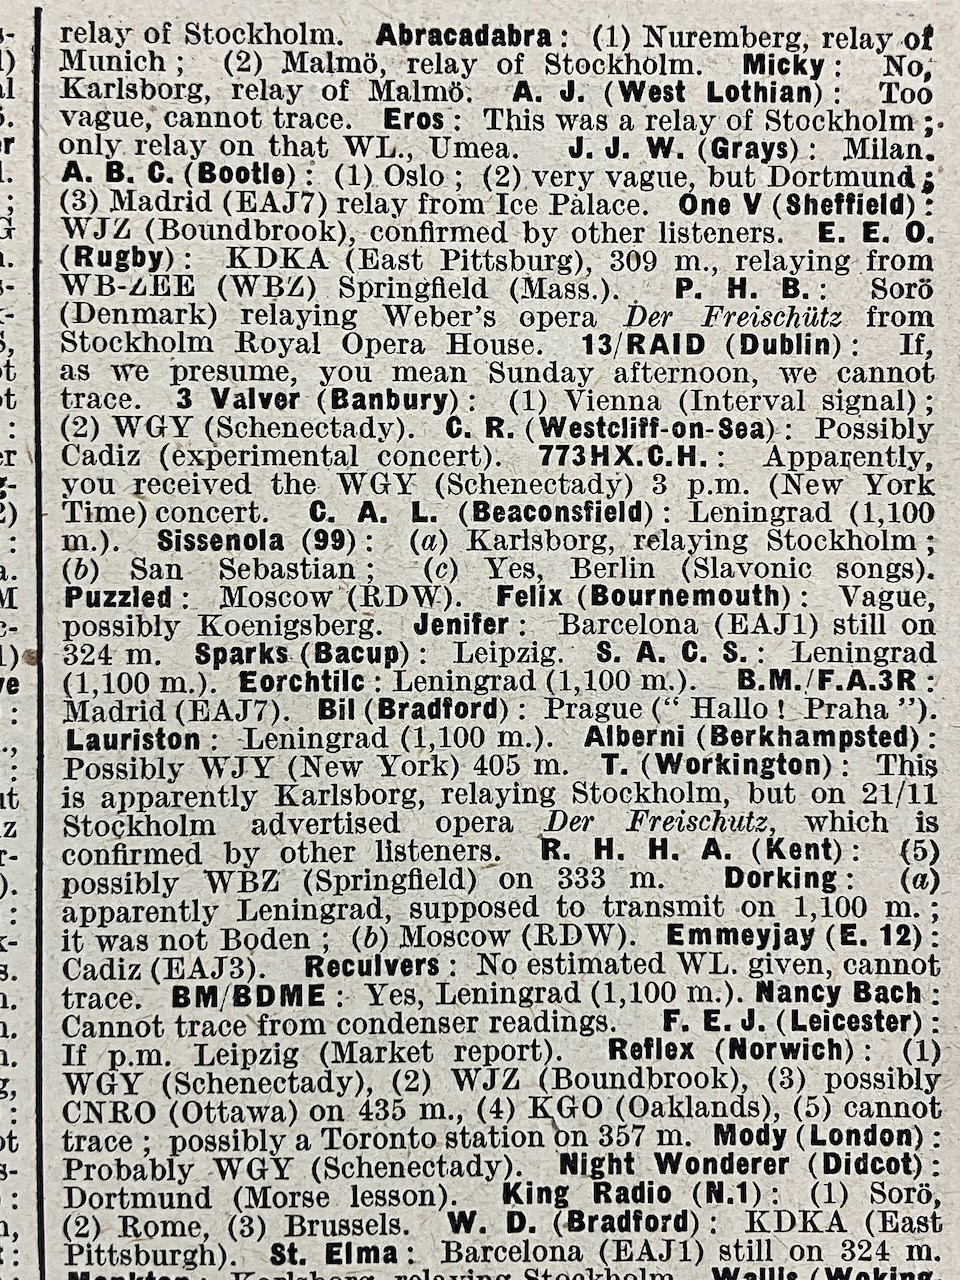 relay of Stockholm. Abracadabra: (1) Nuremberg, relay of
Munich; (2) Malmö, relay of Stockholm. Micky: No,
Karlsborg, relay of Malmö. A. J. (West Lothian): Too
vague, cannot trace. Eros: This was a relay of Stockholm;
only relay on that WL., Umea. J. J. W. (Grays): Milan.
A. B. C. (Bootle): (1) Oslo; (2) very vague, but Dortmund;
(3) Madrid (EAJ7) relay from Ice Palace. One V (Sheffield):
WJZ (Boundbrook), confirmed by other listeners. E. E. O.
(Rugby): KDKA (East Pittsburg), 309 m., relaying from
WB-ZEE (WBZ) Springfield (Mass.). P. H. B.: Sorö
(Denmark) relaying Weber's opera Der Freischütz from
Stockholm Royal Opera House. 13/RAID (Dublin): If,
as we presume, you mean Sunday afternoon, we cannot
trace. 3 Valver (Banbury): (1) Vienna (Interval signal);
(2) WGY (Schenectady). C. R. (Westcliff-on-Sea): Possibly
Cadiz (experimental concert). 773HX.C.H.: Apparently,
you received the WGY (Schenectady) 3 p.m. (New York
Time) concert. C. A. L. (Beaconsfield): Leningrad (1,100
m.). Sissenola (99): (a) Karlsborg, relaying Stockholm;
(b) San Sebastian; (c) Yes, Berlin (Slavonic songs).
Puzzled: Moscow (RDW). Felix (Bournemouth): Vague,
possibly Koenigsberg. Jenifer: Barcelona (EAJ1) still on
324 m. Sparks (Bacup): Leipzig. S. A. C. S.: Leningrad
(1,100 m.). Eorchtilc: Leningrad (1,100 m.). B.M./F.A.3R:
Madrid (EAJ7). Bil (Bradford): Prague (“Hallo! Praha”).
Lauriston: Leningrad (1,100 m.). Alberni (Berkhampsted):
Possibly WJY (New York) 405 m. T. (Workington): This
is apparently Karlsborg, relaying Stockholm, but on 21/11
Stockholm advertised opera Der Freischutz, which is
confirmed by other listeners. R. H. H. A. (Kent): (5)
possibly WBZ (Springfield) on 333 m. Dorking: (a)
apparently Leningrad, supposed to transmit on 1,100 m.;
it was not Boden; (b) Moscow (RDW). Emmeyjay (E. 12):
Cadiz (EAJ3). Reculvers: No estimated WL. given, cannot
trace. BM/BDME: Yes, Leningrad (1,100 m.). Nancy Bach:
Cannot trace from condenser readings. F. E. J. (Leicester):
If p.m. Leipzig (Market report). Reflex (Norwich): (1)
WGY (Schenectady), (2) WJZ (Boundbrook), (3) possibly
CNRO (Ottawa) on 435 m., (4) KGO (Oaklands), (5) cannot
trace; possibly a Toronto station on 357 m. Mody (London):
Probably WGY (Schenectady). Night Wonderer (Didcot):
Dortmund (Morse lesson). King Radio (N.1): (1) Sorö,
(2) Rome, (3) Brussels. W. D. (Bradford): KDKA (East
Pittsburgh). St. Elma: Barcelona (EAJ1) still on 324 m.
Karlsborg, relaying Stockholm.